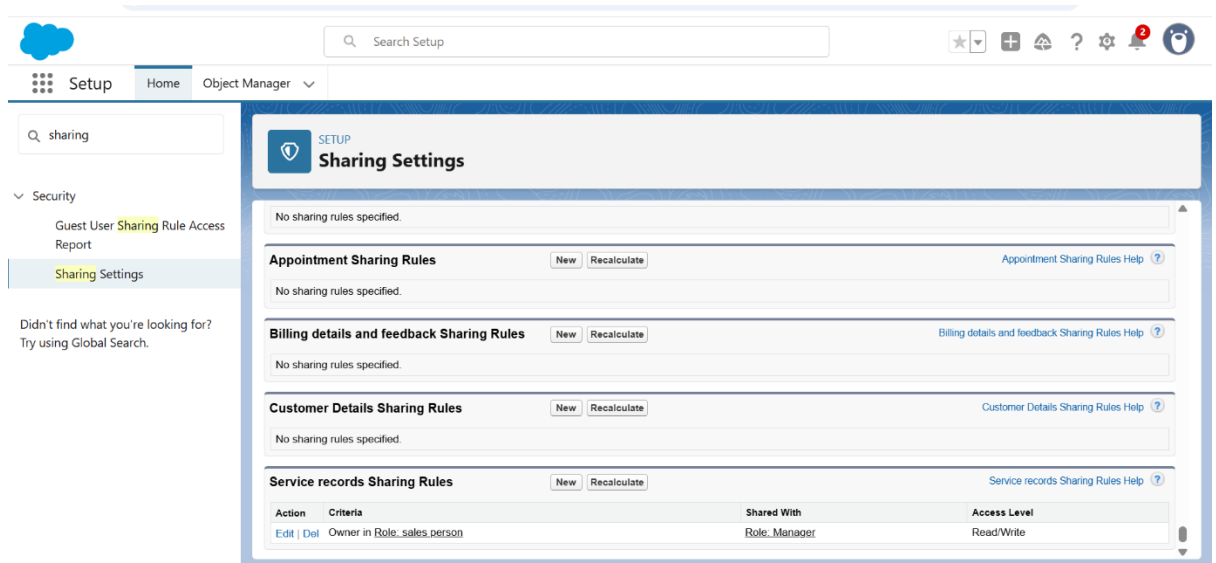 Search Setup
2
Setup
Home
Object Manager
sharing
Security
Guest User Sharing Rule Access
Report
Sharing Settings
Didn't find what you're looking for?
Try using Global Search.
SETUP
Sharing Settings
No sharing rules specified.
Appointment Sharing Rules
New
Recalculate
Appointment Sharing Rules Help ?
No sharing rules specified.
Billing details and feedback Sharing Rules
New
Recalculate
Billing details and feedback Sharing Rules Help ?
No sharing rules specified.
Customer Details Sharing Rules
New
Recalculate
Customer Details Sharing Rules Help ?
No sharing rules specified.
Service records Sharing Rules
New
Recalculate
Service records Sharing Rules Help ?
Action Criteria Shared With Access Level
Edit | Del Owner in Role: sales person Role: Manager Read/Write